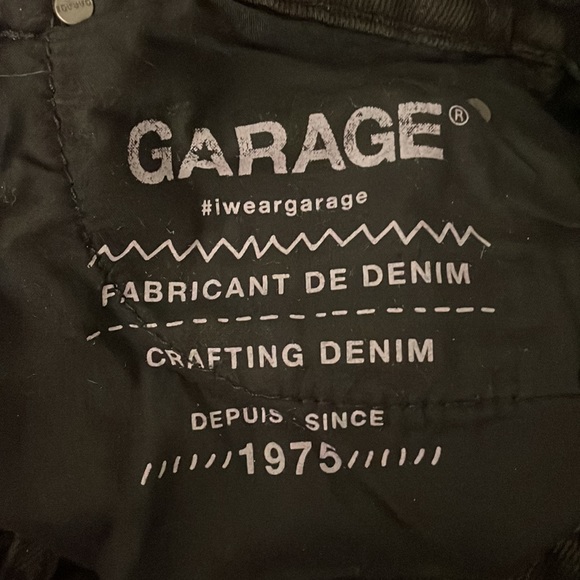 GARAGE®
#iweargarage
FABRICANT DE DENIM
CRAFTING DENIM
DEPUIS · SINCE
1975